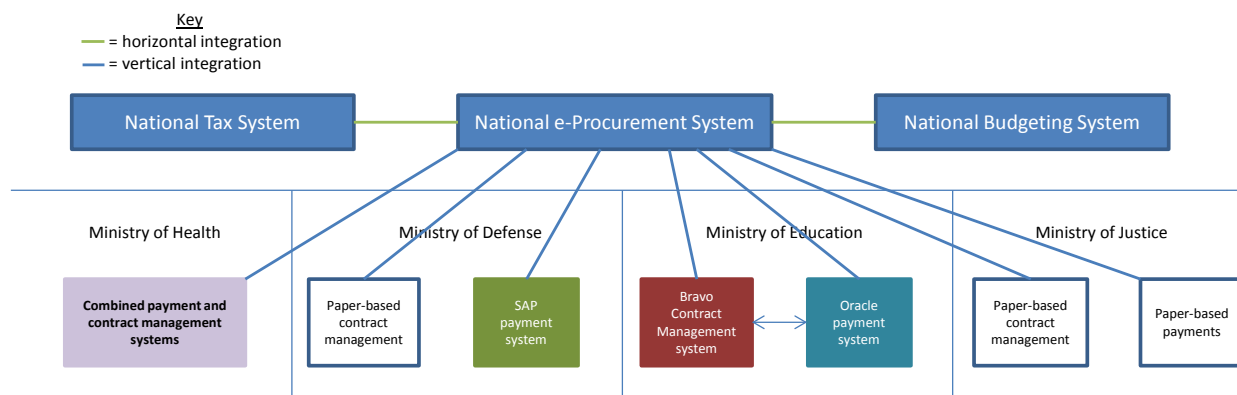 Key
= horizontal integration
= vertical integration
National Tax System
National e-Procurement System
National Budgeting System
Ministry of Health
Ministry of Defense
Ministry of Education
Ministry of Justice
Combined payment and
contract management
systems
Paper-based
contract
management
SAP
payment
system
Bravo
Contract
Management
system
Oracle
payment
system
Paper-based
contract
management
Paper-based
payments